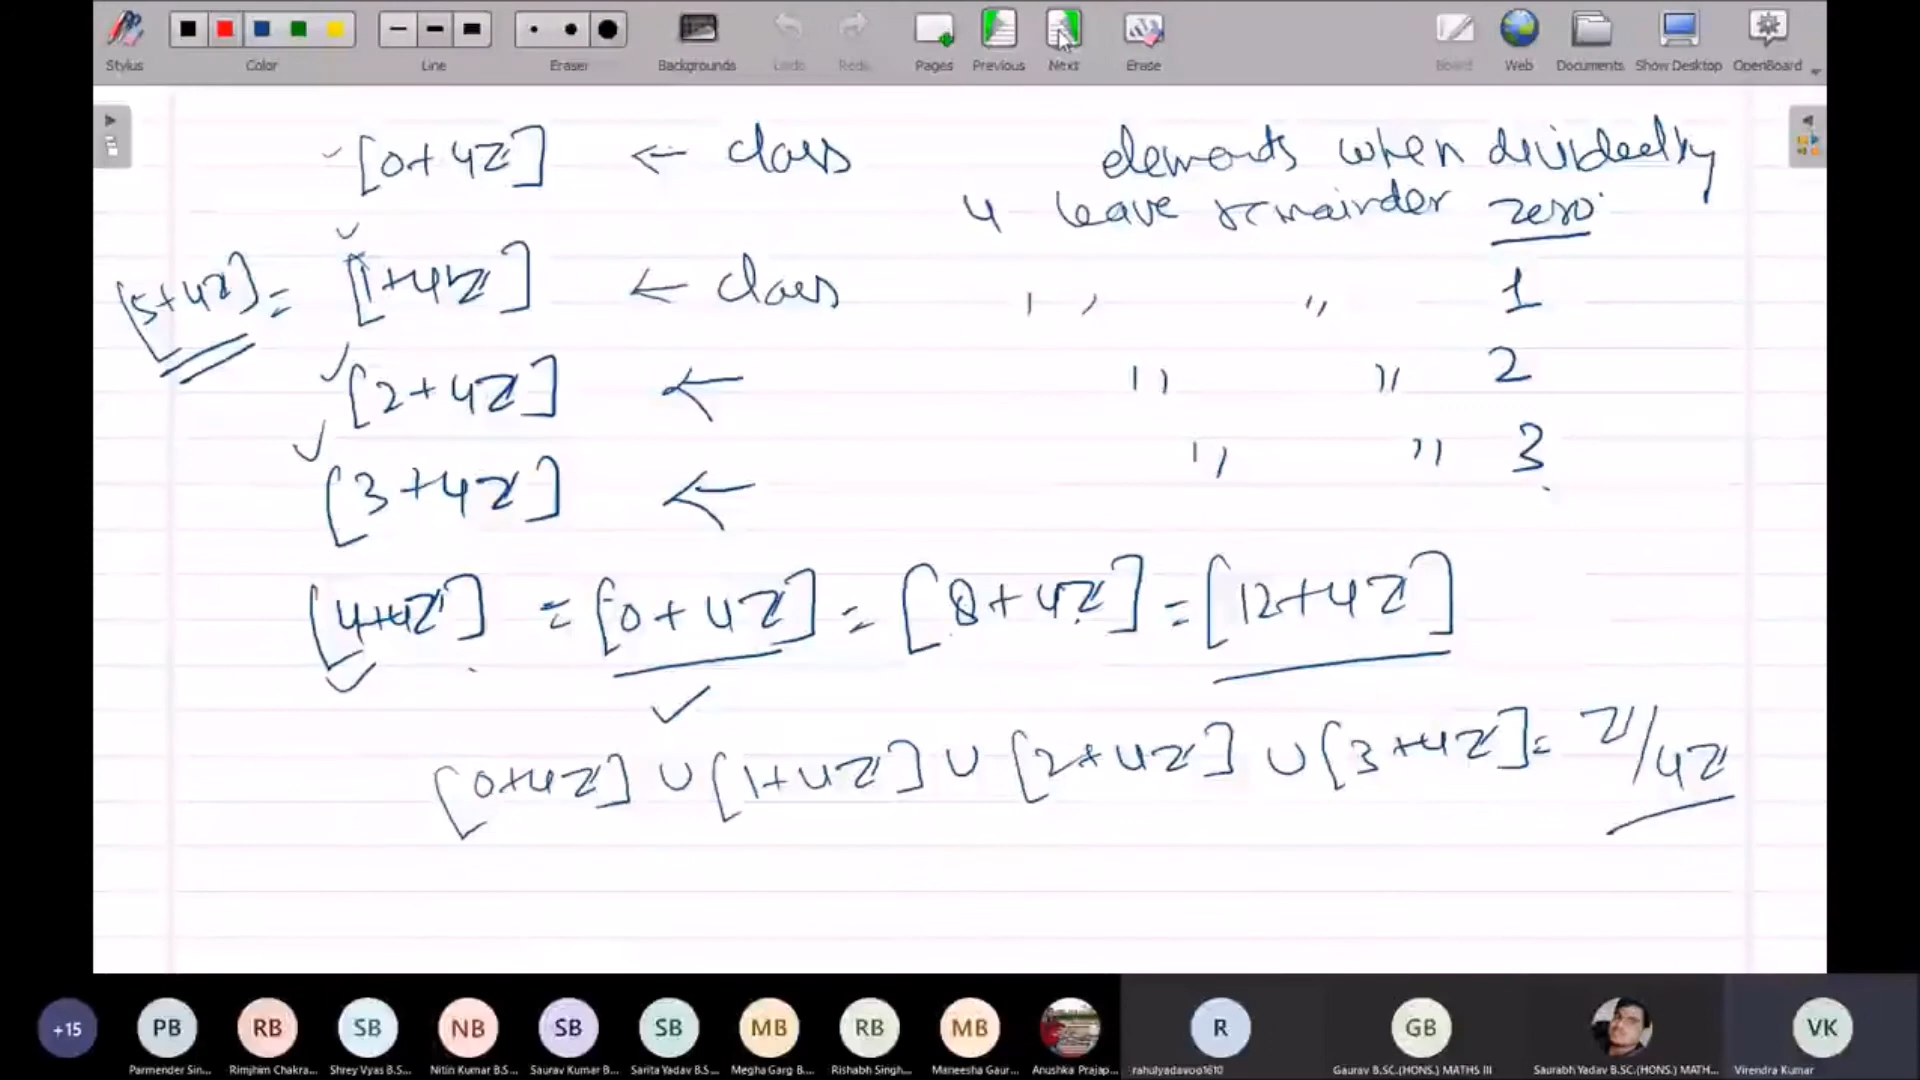 Stylus Color Line Eraser Backgrounds Undo Redo Pages Previous Next Erase Board Web Documents Show Desktop OpenBoard
[0+4Z] ← class elements when divided by
4 leave remainder zero
[5+4Z] = [1+4Z] ← class ,, ,, 1
[2+4Z] ← ,, ,, 2
[3+4Z] ← ,, ,, 3
[4+4Z] = [0+4Z] = [8+4Z] = [12+4Z]
[0+4Z] ∪ [1+4Z] ∪ [2+4Z] ∪ [3+4Z] = Z/4Z
+15 PB RB SB NB SB SB MB RB MB R GB VK
Parmender Sin... Rimjhim Chakra... Shrey Vyas B.S... Nitin Kumar B.S... Saurav Kumar B... Sarita Yadav B.S... Megha Garg B.... Rishabh Singh... Maneesha Gaur... Anushka Prajap... rahulyadavop1610 Gaurav B.SC.(HONS.) MATHS III Saurabh Yadav B.SC.(HONS.) MATH... Virendra Kumar